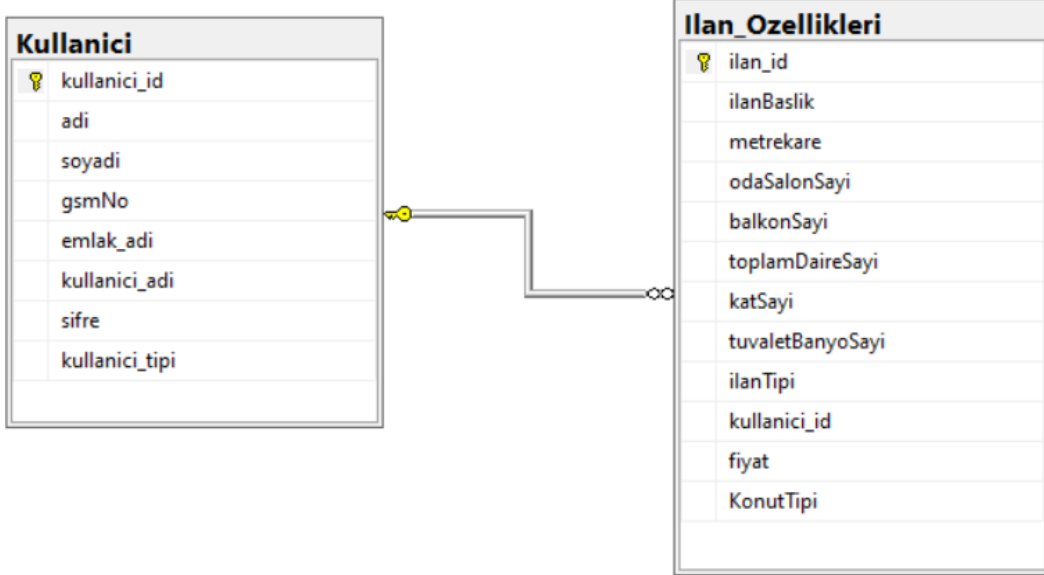 Kullanici
kullanici_id
adi
soyadi
gsmNo
emlak_adi
kullanici_adi
sifre
kullanici_tipi
Ilan_Ozellikleri
ilan_id
ilanBaslik
metrekare
odaSalonSayi
balkonSayi
toplamDaireSayi
katSayi
tuvaletBanyoSayi
ilanTipi
kullanici_id
fiyat
KonutTipi